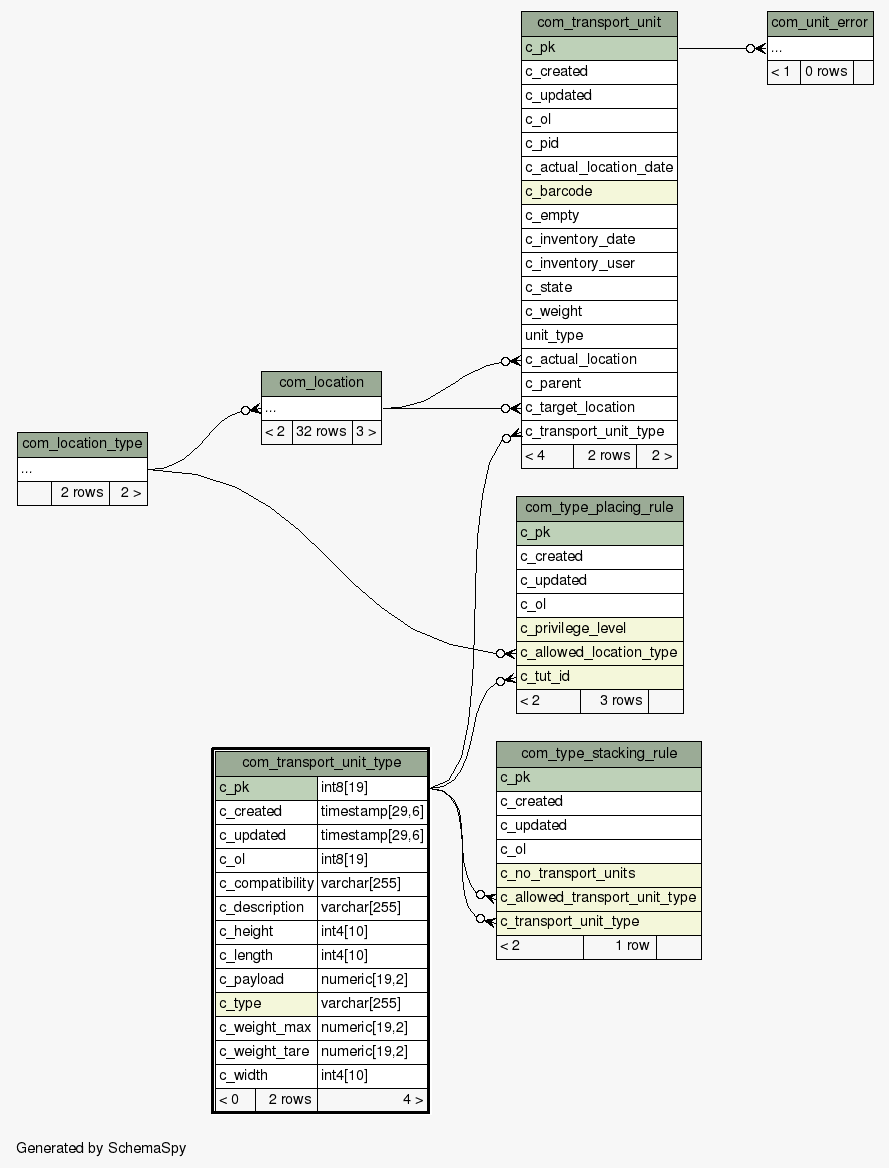 com_transport_unit
c_pk
c_created
c_updated
c_ol
c_pid
c_actual_location_date
c_barcode
c_empty
c_inventory_date
c_inventory_user
c_state
c_weight
unit_type
c_actual_location
c_parent
c_target_location
c_transport_unit_type
< 4 2 rows 2 >
com_unit_error
...
< 1 0 rows
com_location
...
< 2 32 rows 3 >
com_location_type
...
2 rows 2 >
com_type_placing_rule
c_pk
c_created
c_updated
c_ol
c_privilege_level
c_allowed_location_type
c_tut_id
< 2 3 rows
com_transport_unit_type
c_pk int8[19]
c_created timestamp[29,6]
c_updated timestamp[29,6]
c_ol int8[19]
c_compatibility varchar[255]
c_description varchar[255]
c_height int4[10]
c_length int4[10]
c_payload numeric[19,2]
c_type varchar[255]
c_weight_max numeric[19,2]
c_weight_tare numeric[19,2]
c_width int4[10]
< 0 2 rows 4 >
com_type_stacking_rule
c_pk
c_created
c_updated
c_ol
c_no_transport_units
c_allowed_transport_unit_type
c_transport_unit_type
< 2 1 row
Generated by SchemaSpy